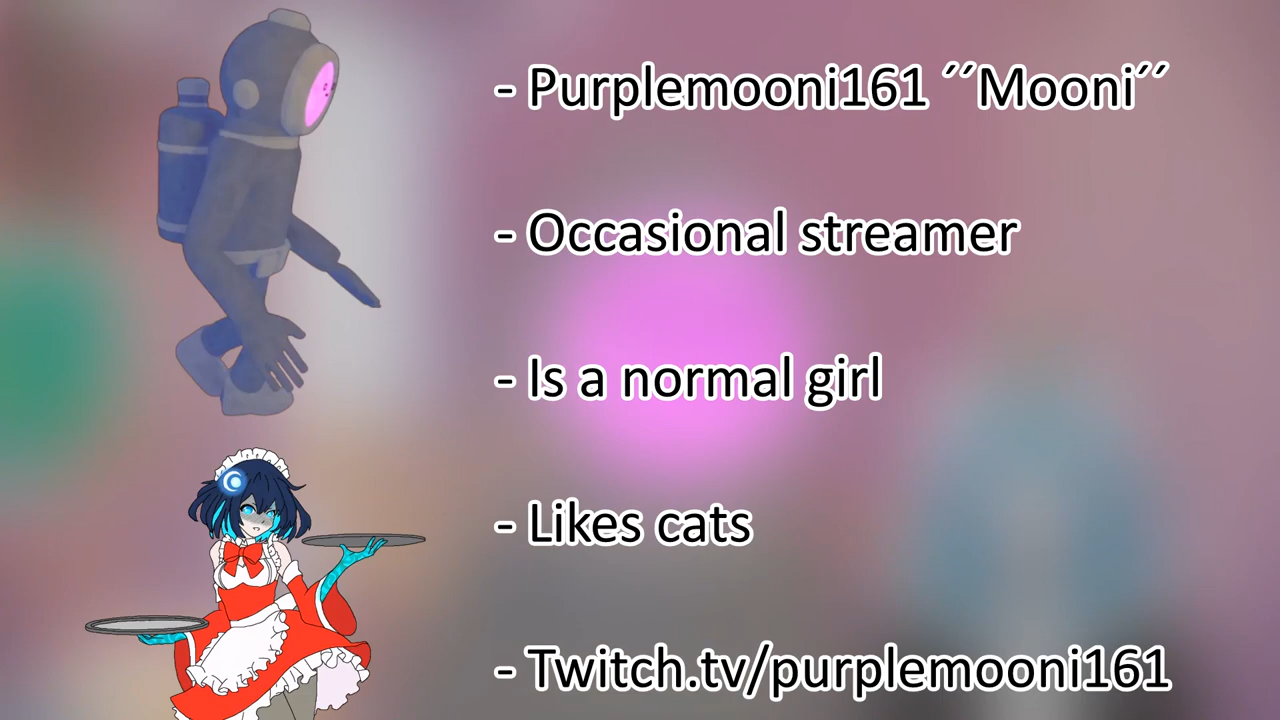 - Purplemooni161 ´´Mooni´´
- Occasional streamer
- Is a normal girl
- Likes cats
- Twitch.tv/purplemooni161